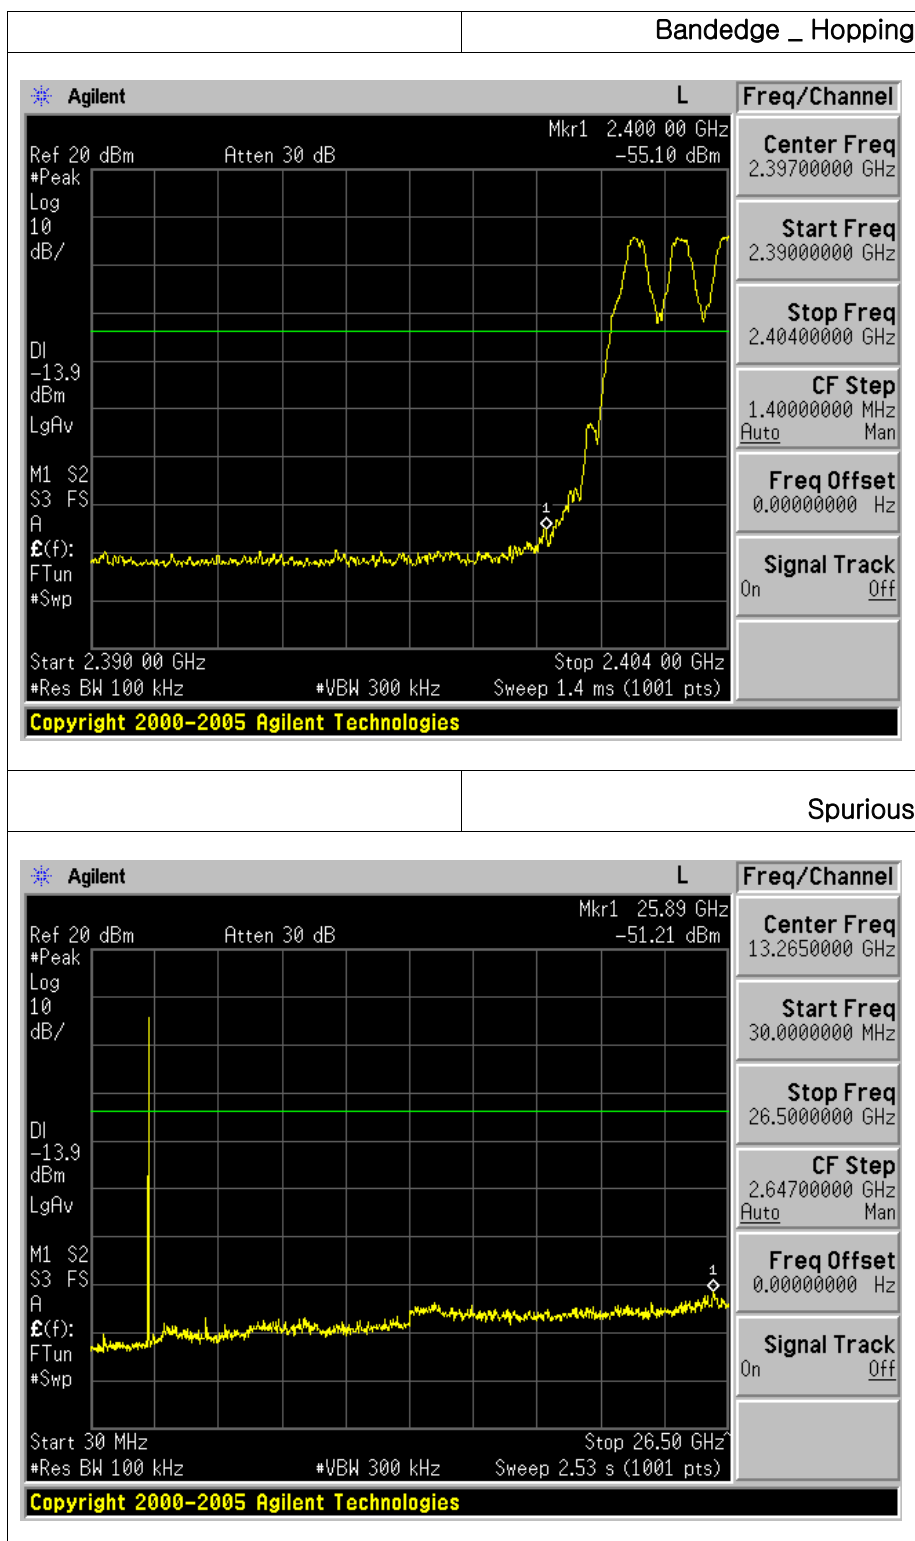 Bandedge _ Hopping
Agilent L Freq/Channel
Mkr1 2.400 00 GHz
Ref 20 dBm Atten 30 dB -55.10 dBm
#Peak
Log
10
dB/
DI
-13.9
dBm
LgAv
M1 S2
S3 FS
A
£(f):
FTun
#Swp
1
Start 2.390 00 GHz Stop 2.404 00 GHz
#Res BW 100 kHz #VBW 300 kHz Sweep 1.4 ms (1001 pts)
Copyright 2000-2005 Agilent Technologies
Center Freq
2.39700000 GHz
Start Freq
2.39000000 GHz
Stop Freq
2.40400000 GHz
CF Step
1.40000000 MHz
Auto Man
Freq Offset
0.00000000 Hz
Signal Track
On Off
Spurious
Agilent L Freq/Channel
Mkr1 25.89 GHz
Ref 20 dBm Atten 30 dB -51.21 dBm
#Peak
Log
10
dB/
DI
-13.9
dBm
LgAv
M1 S2
S3 FS
A
£(f):
FTun
#Swp
1
Start 30 MHz Stop 26.50 GHz^
#Res BW 100 kHz #VBW 300 kHz Sweep 2.53 s (1001 pts)
Copyright 2000-2005 Agilent Technologies
Center Freq
13.2650000 GHz
Start Freq
30.0000000 MHz
Stop Freq
26.5000000 GHz
CF Step
2.64700000 GHz
Auto Man
Freq Offset
0.00000000 Hz
Signal Track
On Off